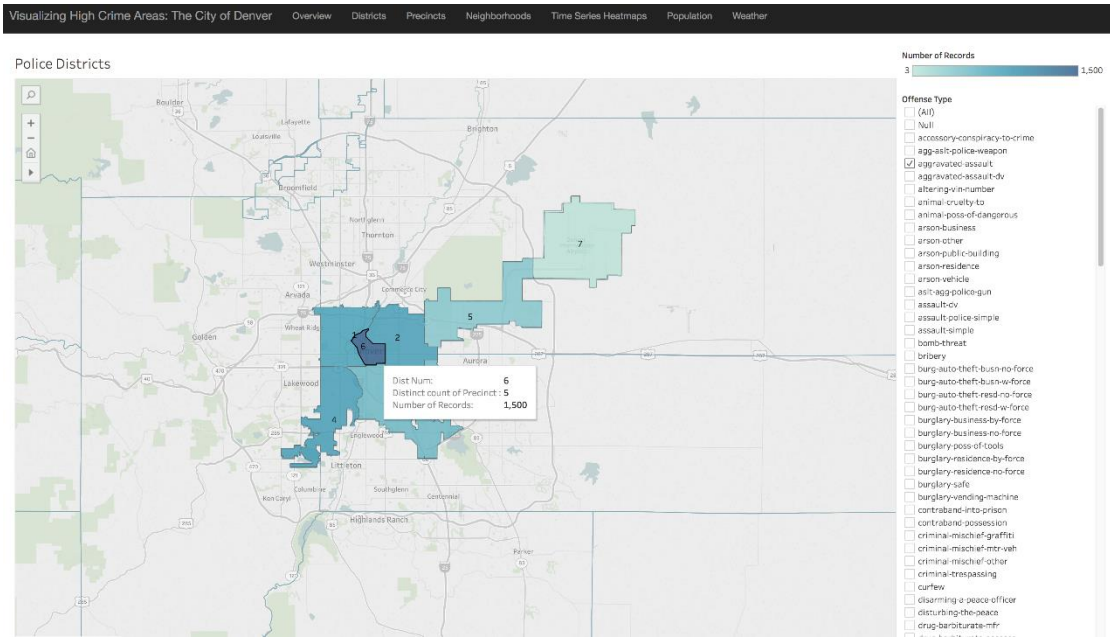 Visualizing High Crime Areas: The City of Denver Overview Districts Precincts Neighborhoods Time Series Heatmaps Population Weather
Police Districts
Number of Records
3 1,500
Offense Type
(All)
Null
accessory-conspiracy-to-crime
agg-aslt-police-weapon
aggravated-assault
aggravated-assault-dv
altering-vin-number
animal-cruelty-to
animal-poss-of-dangerous
arson-business
arson-other
arson-public-building
arson-residence
arson-vehicle
aslt-agg-police-gun
assault-dv
assault-police-simple
assault-simple
bomb-threat
bribery
burg-auto-theft-busn-no-force
burg-auto-theft-busn-w-force
burg-auto-theft-resd-no-force
burg-auto-theft-resd-w-force
burglary-business-by-force
burglary-business-no-force
burglary-poss-of-tools
burglary-residence-by-force
burglary-residence-no-force
burglary-safe
burglary-vending-machine
contraband-into-prison
contraband-possession
criminal-mischief-graffiti
criminal-mischief-mtr-veh
criminal-mischief-other
criminal-trespassing
curfew
disarming-a-peace-officer
disturbing-the-peace
drug-barbiturate-mfr
Boulder
Lafayette
Louisville
Brighton
Broomfield
Northglenn
Thornton
7
Westminster
Commerce City
Arvada
5
Wheat Ridge
1
2
6
Golden
Aurora
Lakewood
Dist Num: 6
Distinct count of Precinct : 5
Number of Records: 1,500
4
Englewood
Littleton
Columbine
Southglenn
Ken Caryl
Centennial
Highlands Ranch
Parker